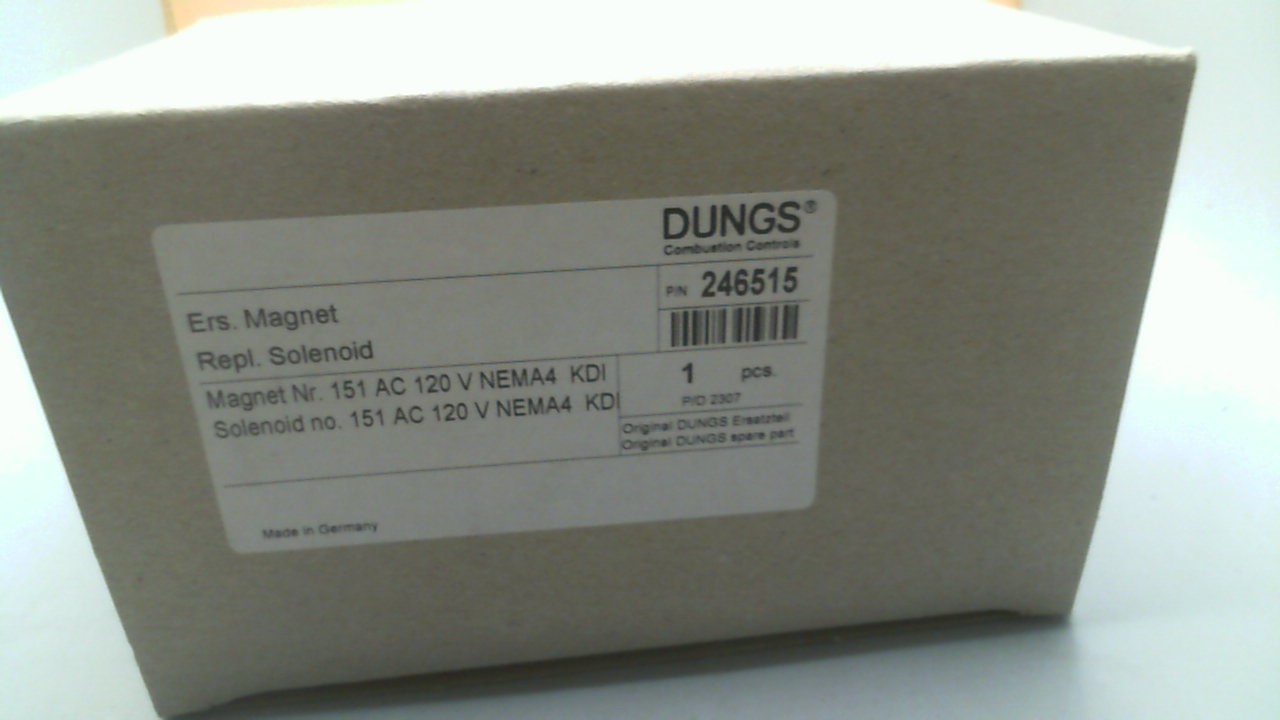 DUNGS®
Combustion Controls
P/N 246515
Ers. Magnet
Repl. Solenoid
Magnet Nr. 151 AC 120 V NEMA4 KDI
Solenoid no. 151 AC 120 V NEMA4 KDI
1 pcs.
P/D 2307
Original DUNGS Ersatzteil
Original DUNGS spare part
Made in Germany